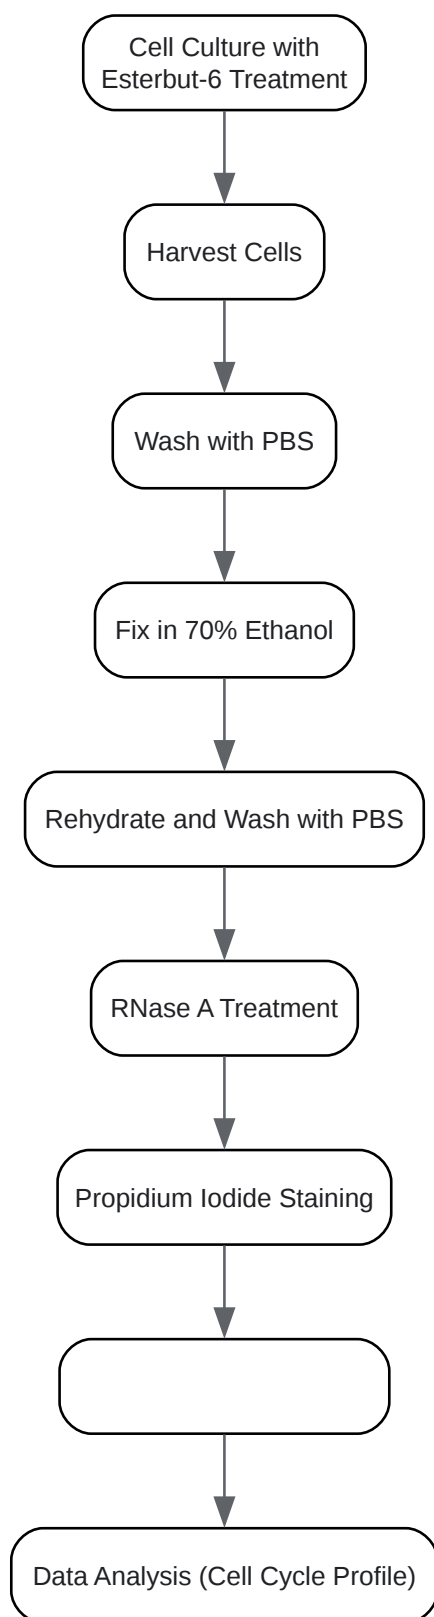 Cell Culture with
Esterbut-6 Treatment
Harvest Cells
Wash with PBS
Fix in 70% Ethanol
Rehydrate and Wash with PBS
RNase A Treatment
Propidium Iodide Staining
Data Analysis (Cell Cycle Profile)